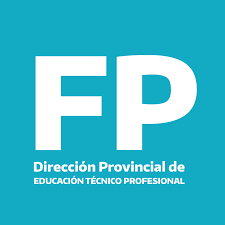 FP
Dirección Provincial de
EDUCACIÓN TÉCNICO PROFESIONAL